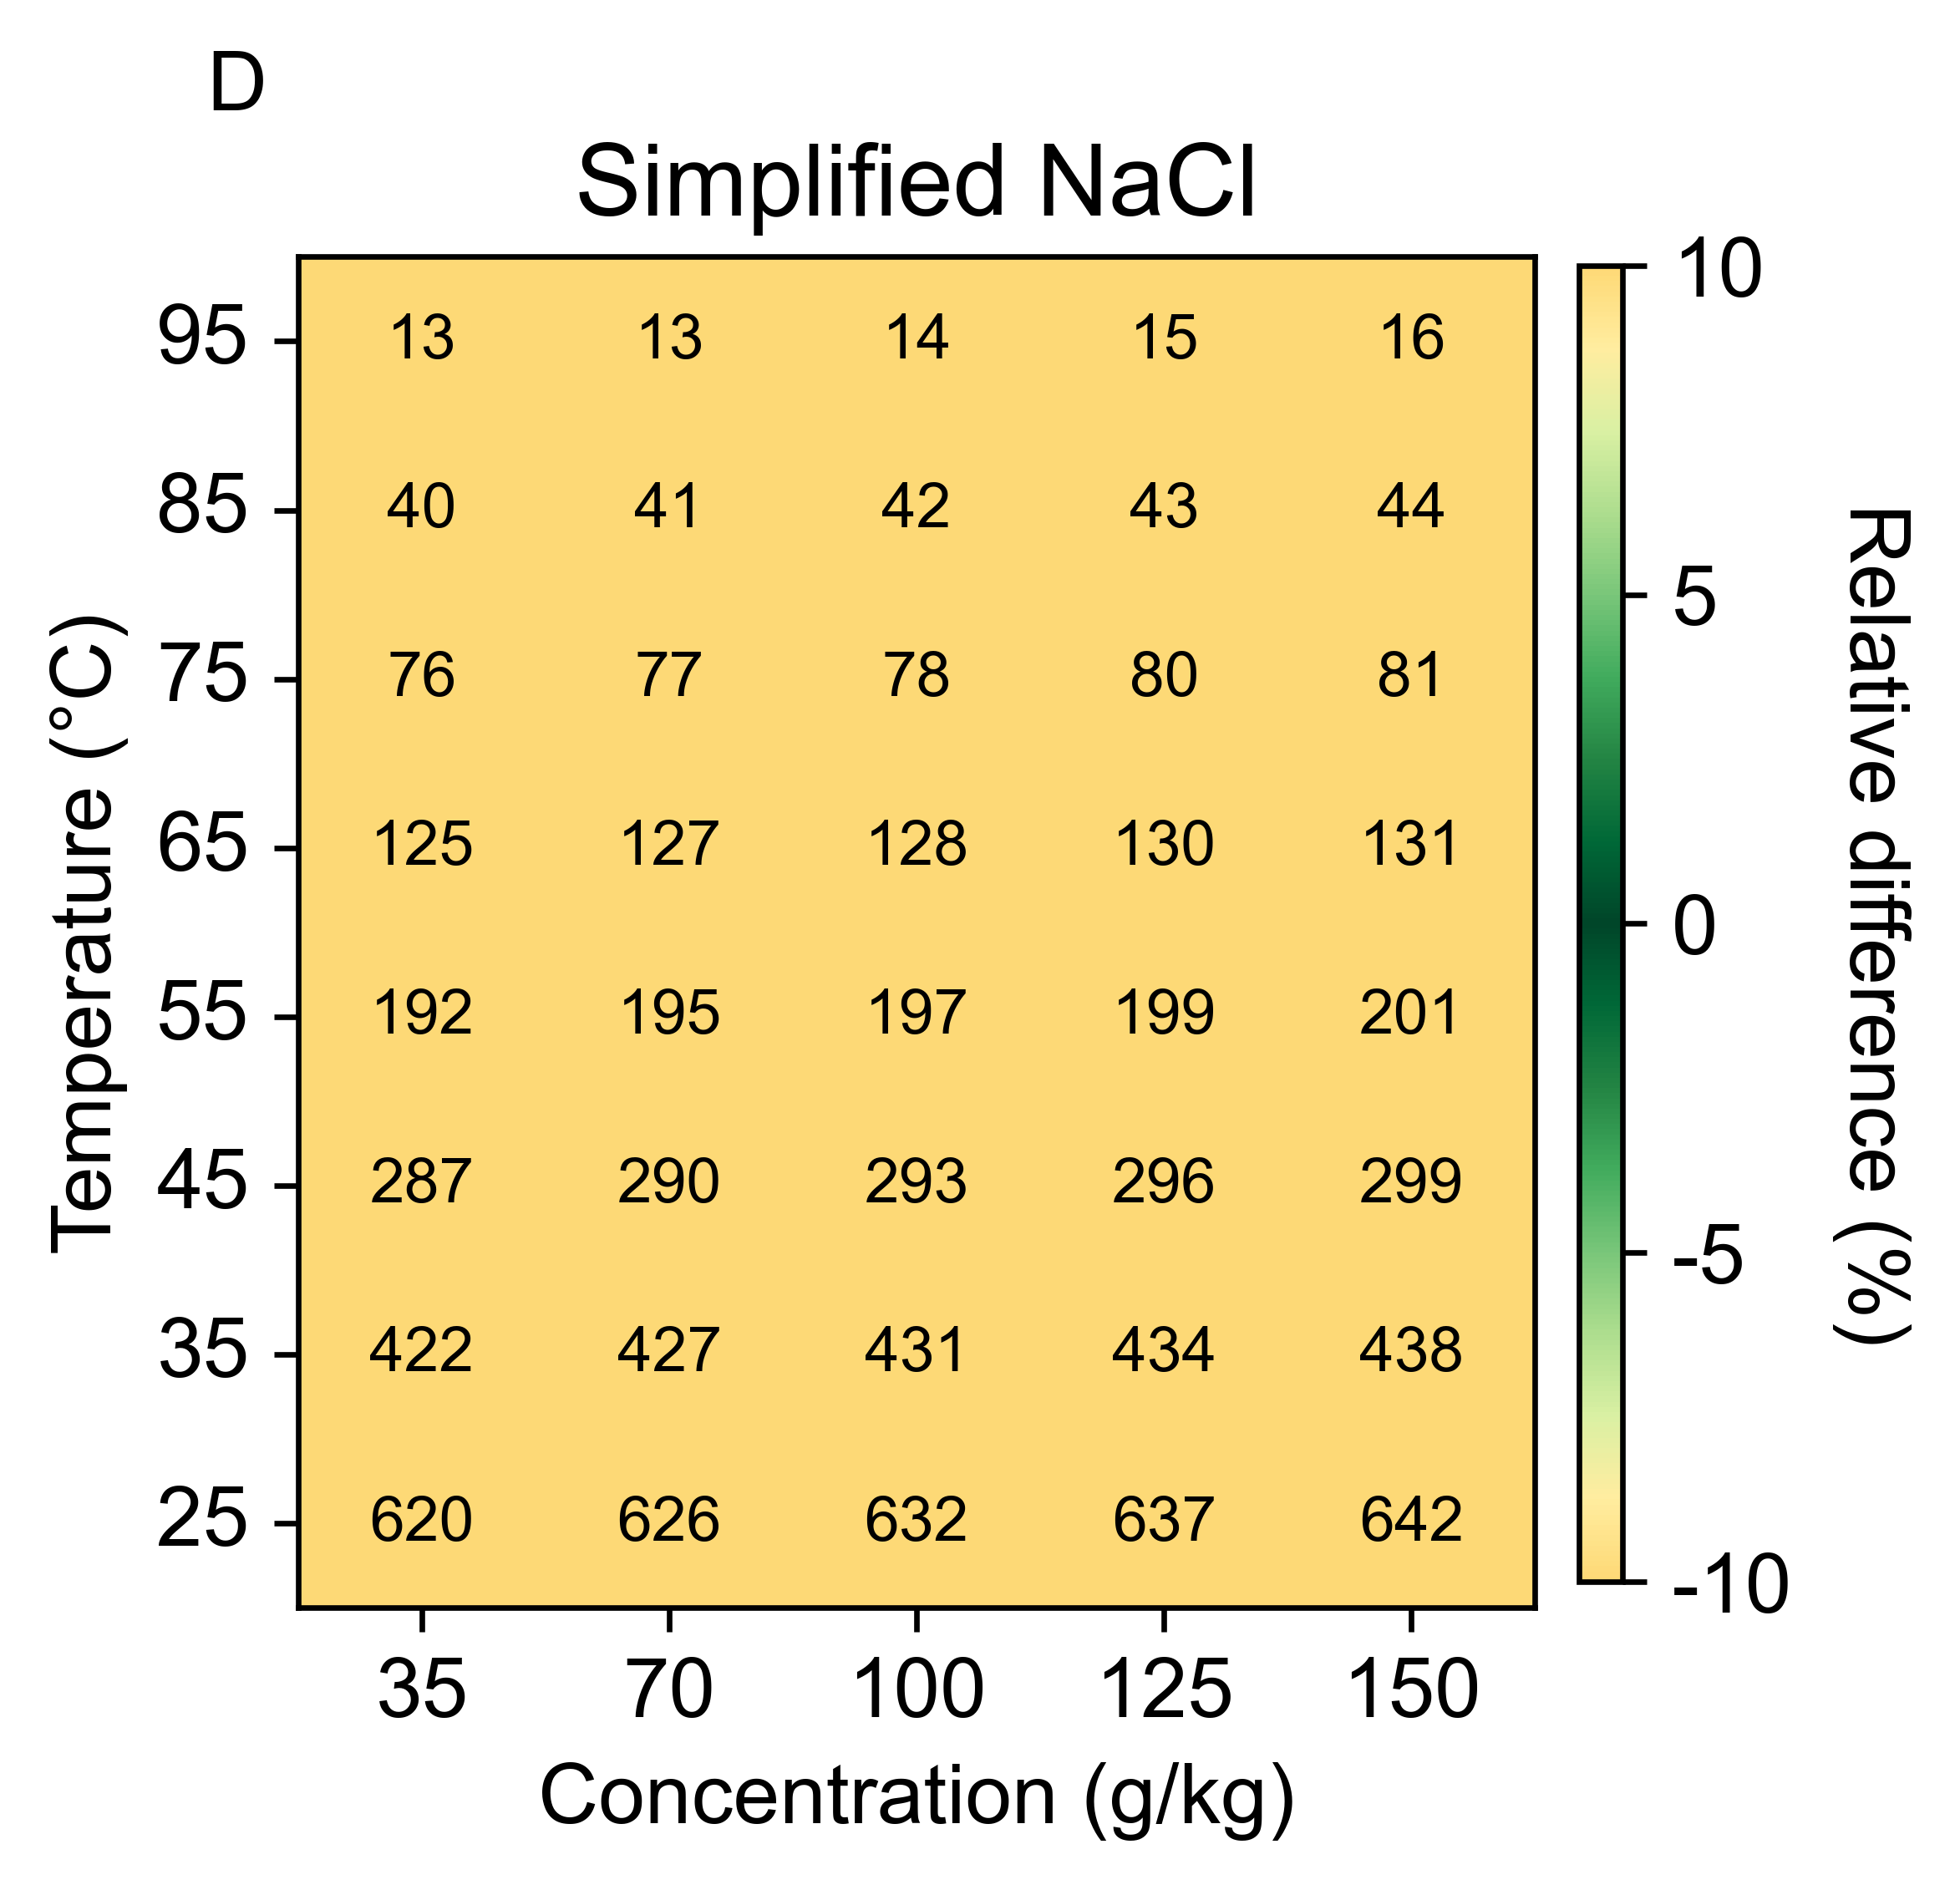 D
Simplified NaCl
Temperature (°C)
95 13 13 14 15 16
85 40 41 42 43 44
75 76 77 78 80 81
65 125 127 128 130 131
55 192 195 197 199 201
45 287 290 293 296 299
35 422 427 431 434 438
25 620 626 632 637 642
35 70 100 125 150
Concentration (g/kg)
10
5
0
-5
-10
Relative difference (%)